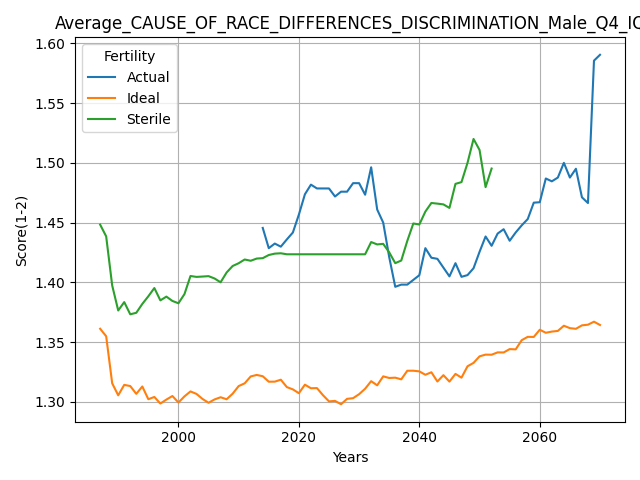 Average_CAUSE_OF_RACE_DIFFERENCES_DISCRIMINATION_Male_Q4_IQ
Fertility
Actual
Ideal
Sterile
1.60
1.55
1.50
1.45
1.40
1.35
1.30
Score(1-2)
2000
2020
2040
2060
Years